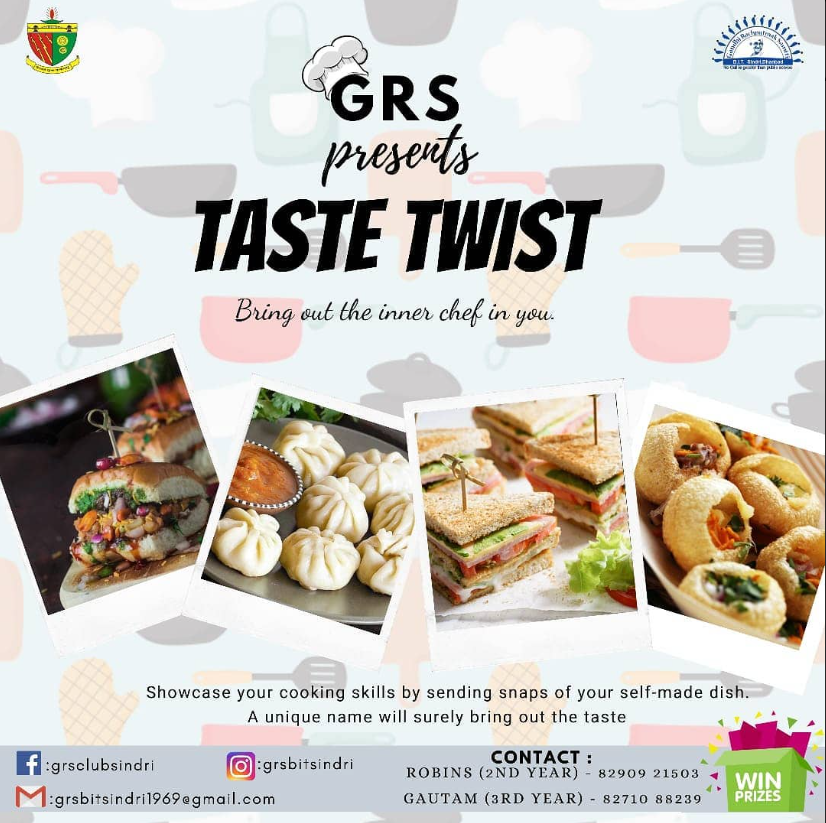 GRS
presents
TASTE TWIST
Bring out the inner chef in you.
Showcase your cooking skills by sending snaps of your self-made dish.
A unique name will surely bring out the taste
:grsclubsindri
:grsbitsindri
:grsbitsindri1969@gmail.com
CONTACT :
ROBINS (2ND YEAR) - 82909 21503
GAUTAM (3RD YEAR) - 82710 88239
WIN
PRIZES